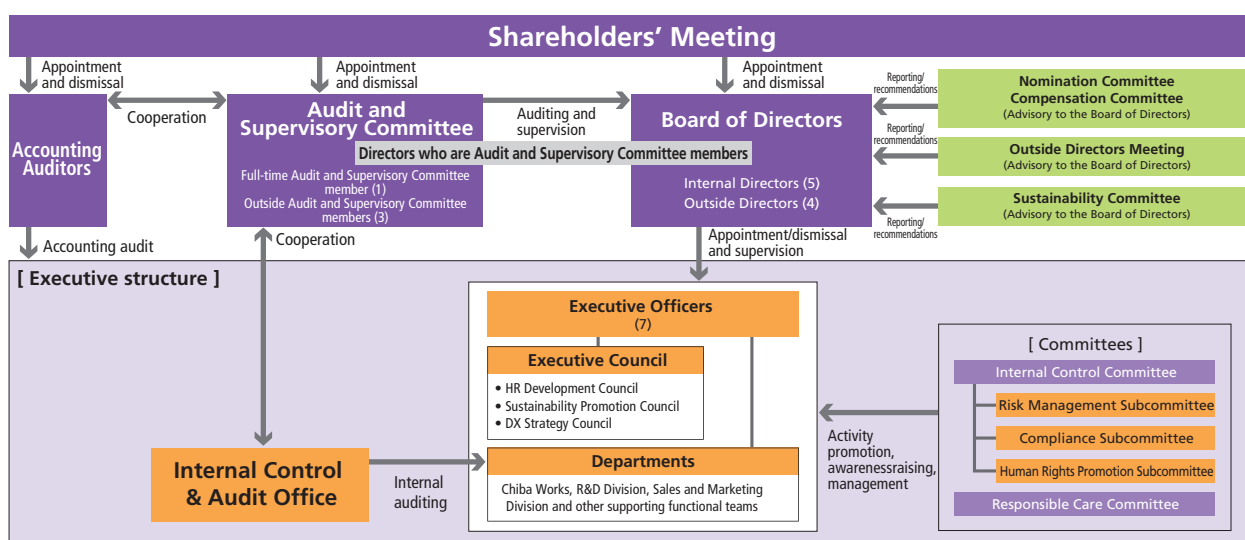 Shareholders' Meeting
Appointment
and dismissal
Appointment
and dismissal
Appointment
and dismissal
Accounting
Auditors
Cooperation
Audit and
Supervisory Committee
Full-time Audit and Supervisory Committee
member (1)
Outside Audit and Supervisory Committee
members (3)
Auditing and
supervision
Directors who are Audit and Supervisory Committee members
Board of Directors
Internal Directors (5)
Outside Directors (4)
Reporting/
recommendations
Nomination Committee
Compensation Committee
(Advisory to the Board of Directors)
Reporting/
recommendations
Outside Directors Meeting
(Advisory to the Board of Directors)
Sustainability Committee
(Advisory to the Board of Directors)
Reporting/
recommendations
Accounting audit
Cooperation
Appointment/dismissal
and supervision
[ Executive structure ]
Executive Officers
(7)
Executive Council
• HR Development Council
• Sustainability Promotion Council
• DX Strategy Council
Departments
Chiba Works, R&D Division, Sales and Marketing
Division and other supporting functional teams
Internal Control
& Audit Office
Internal
auditing
Activity
promotion,
awarenessraising,
management
[ Committees ]
Internal Control Committee
Risk Management Subcommittee
Compliance Subcommittee
Human Rights Promotion Subcommittee
Responsible Care Committee